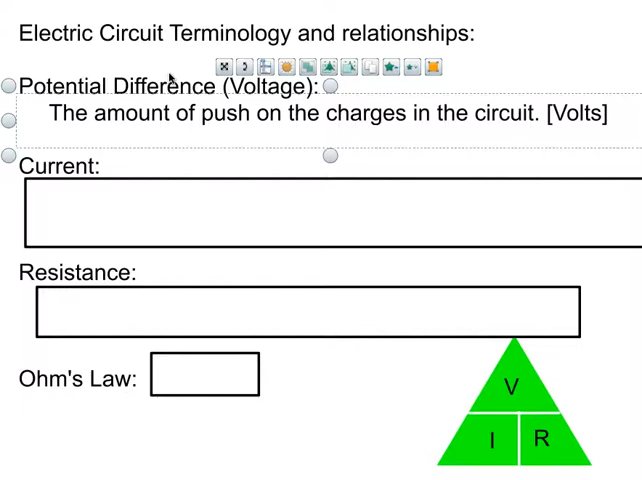 Electric Circuit Terminology and relationships:
Potential Difference (Voltage):
The amount of push on the charges in the circuit. [Volts]
Current:
Resistance:
Ohm's Law:
V
I R